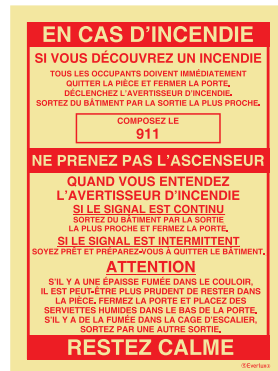 EN CAS D'INCENDIE
SI VOUS DÉCOUVREZ UN INCENDIE
TOUS LES OCCUPANTS DOIVENT IMMÉDIATEMENT
QUITTER LA PIÈCE ET FERMER LA PORTE.
DÉCLENCHEZ L'AVERTISSEUR D'INCENDIE.
SORTEZ DU BÂTIMENT PAR LA SORTIE LA PLUS PROCHE.
COMPOSEZ LE
911
NE PRENEZ PAS L'ASCENSEUR
QUAND VOUS ENTENDEZ
L'AVERTISSEUR D'INCENDIE
SI LE SIGNAL EST CONTINU
SORTEZ DU BÂTIMENT PAR LA SORTIE
LA PLUS PROCHE ET FERMEZ LA PORTE.
SI LE SIGNAL EST INTERMITTENT
SOYEZ PRÊT ET PRÉPAREZ-VOUS À QUITTER LE BÂTIMENT.
ATTENTION
S'IL Y A UNE ÉPAISSE FUMÉE DANS LE COULOIR,
IL EST PEUT-ÊTRE PLUS PRUDENT DE RESTER DANS
LA PIÈCE. FERMEZ LA PORTE ET PLACEZ DES
SERVIETTES HUMIDES DANS LE BAS DE LA PORTE.
S'IL Y A DE LA FUMÉE DANS LA CAGE D'ESCALIER,
SORTEZ PAR UNE AUTRE SORTIE.
RESTEZ CALME
®Everluxx